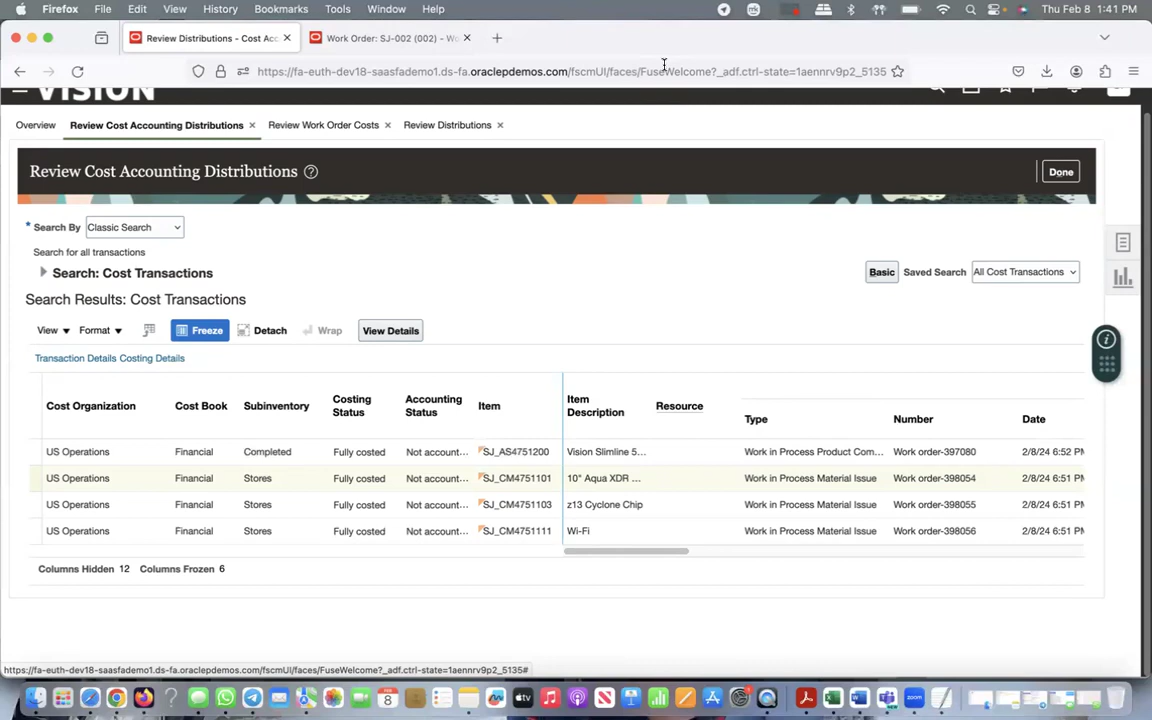 Firefox File Edit View History Bookmarks Tools Window Help Thu Feb 8 1:41 PM
Review Distributions - Cost Acc Work Order: SJ-002 (002) - Wo
https://fa-euth-dev18-saasfademo1.ds-fa.oraclepdemos.com/fscmUI/faces/FuseWelcome?_adf.ctrl-state=1aennrv9p2_5135
VISION
Overview Review Cost Accounting Distributions Review Work Order Costs Review Distributions
Review Cost Accounting Distributions Done
* Search By Classic Search
Search for all transactions
Search: Cost Transactions Basic Saved Search All Cost Transactions
Search Results: Cost Transactions
View Format Freeze Detach Wrap View Details
Transaction Details Costing Details
Cost Organization Cost Book Subinventory Costing Status Accounting Status Item Item Description Resource Type Number Date
US Operations Financial Completed Fully costed Not account... SJ_AS4751200 Vision Slimline 5... Work in Process Product Com... Work order-397080 2/8/24 6:52 PM
US Operations Financial Stores Fully costed Not account... SJ_CM4751101 10" Aqua XDR ... Work in Process Material Issue Work order-398054 2/8/24 6:51 PM
US Operations Financial Stores Fully costed Not account... SJ_CM4751103 z13 Cyclone Chip Work in Process Material Issue Work order-398055 2/8/24 6:51 PM
US Operations Financial Stores Fully costed Not account... SJ_CM4751111 Wi-Fi Work in Process Material Issue Work order-398056 2/8/24 6:51 PM
Columns Hidden 12 Columns Frozen 6
https://fa-euth-dev18-saasfademo1.ds-fa.oraclepdemos.com/fscmUI/faces/FuseWelcome?_adf.ctrl-state=1aennrv9p2_5135#